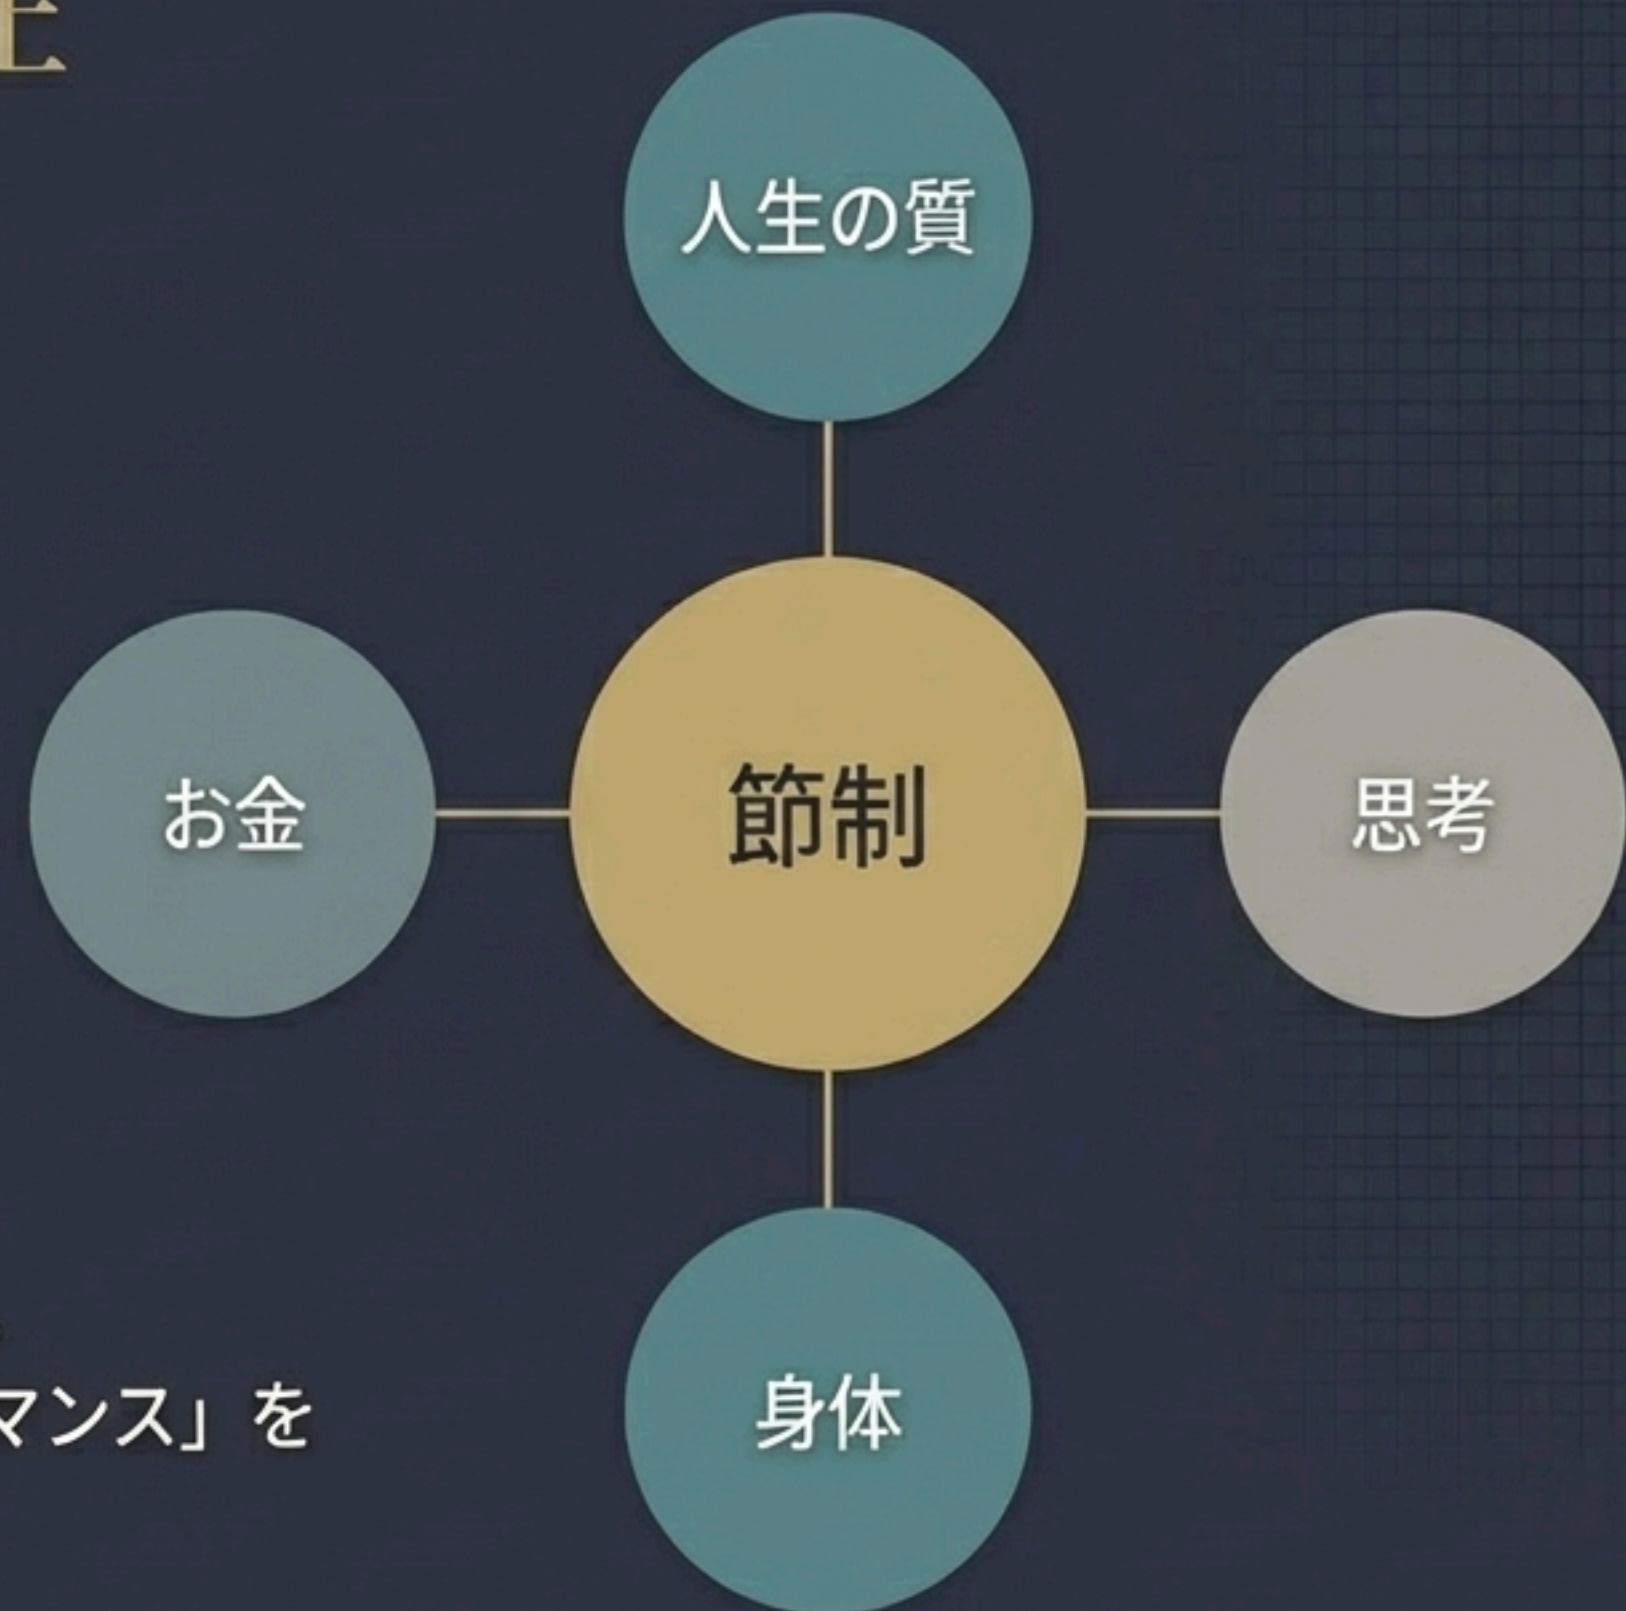 人生の質
お金
節制
思考
マンス」を
身体